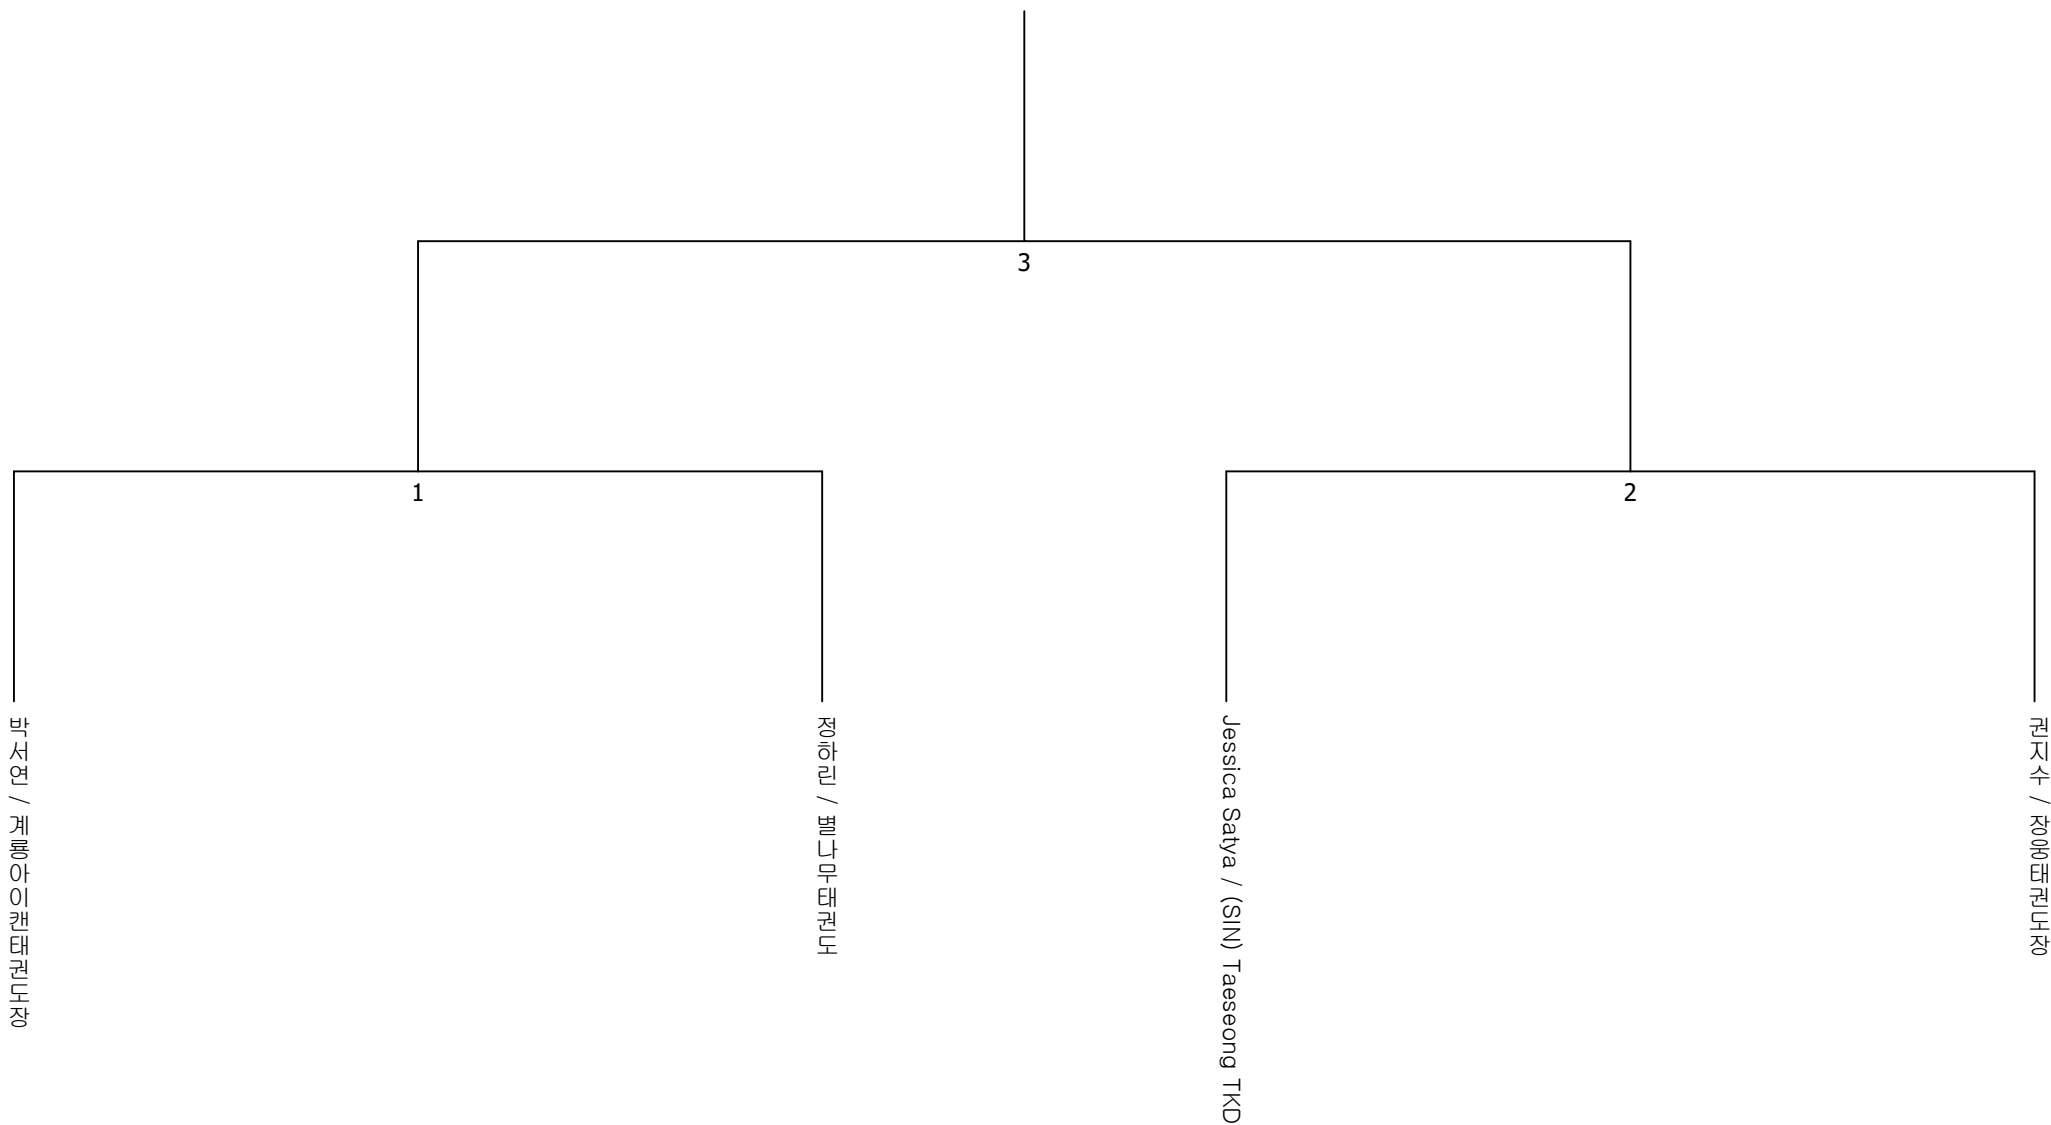 3
1
2
박서연 / 계룡아이캔태권도장
정하린 / 별나무태권도
Jessica Satya / (SIN) Taeseong TKD
권지수 / 장웅태권도장